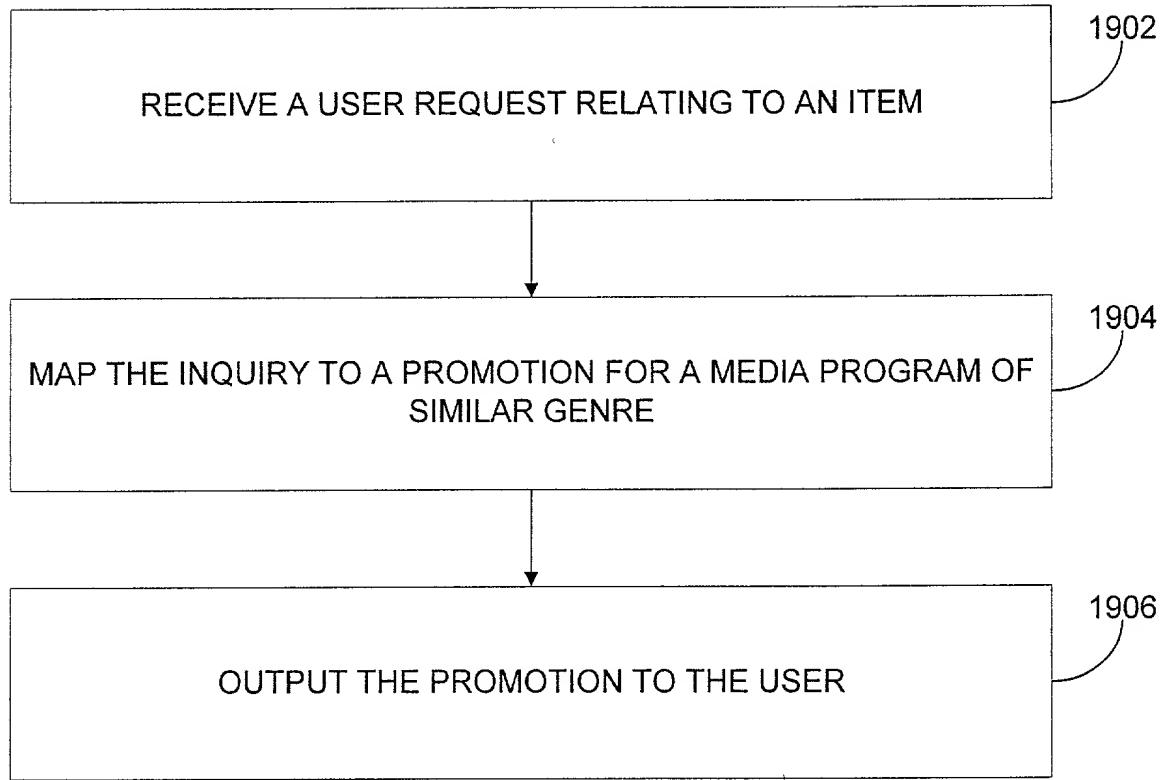 1902
RECEIVE A USER REQUEST RELATING TO AN ITEM
1904
MAP THE INQUIRY TO A PROMOTION FOR A MEDIA PROGRAM OF
SIMILAR GENRE
1906
OUTPUT THE PROMOTION TO THE USER